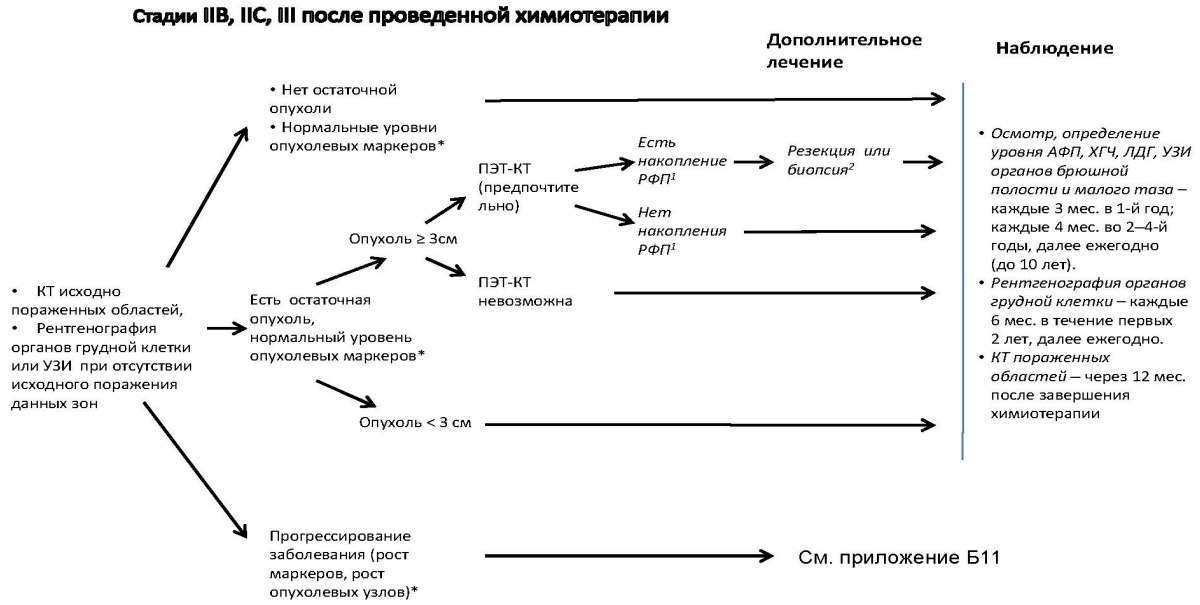 Стадии IIB, IIC, III после проведенной химиотерапии
Дополнительное
лечение
Наблюдение
• Нет остаточной
опухоли
• Нормальные уровни
опухолевых маркеров*
ПЭТ-КТ
(предпочтите
льно)
Есть
накопление
РФП¹
Резекция или
биопсия²
Нет
накопления
РФП¹
Опухоль ≥ 3см
ПЭТ-КТ
невозможна
• КТ исходно
пораженных областей,
• Рентгенография
органов грудной клетки
или УЗИ при отсутствии
исходного поражения
данных зон
Есть остаточная
опухоль,
нормальный уровень
опухолевых маркеров*
Опухоль < 3 см
• Осмотр, определение
уровня АФП, ХГЧ, ЛДГ, УЗИ
органов брюшной
полости и малого таза –
каждые 3 мес. в 1-й год;
каждые 4 мес. во 2–4-й
годы, далее ежегодно
(до 10 лет).
• Рентгенография органов
грудной клетки – каждые
6 мес. в течение первых
2 лет, далее ежегодно.
• КТ пораженных
областей – через 12 мес.
после завершения
химиотерапии
Прогрессирование
заболевания (рост
маркеров, рост
опухолевых узлов)*
См. приложение Б11